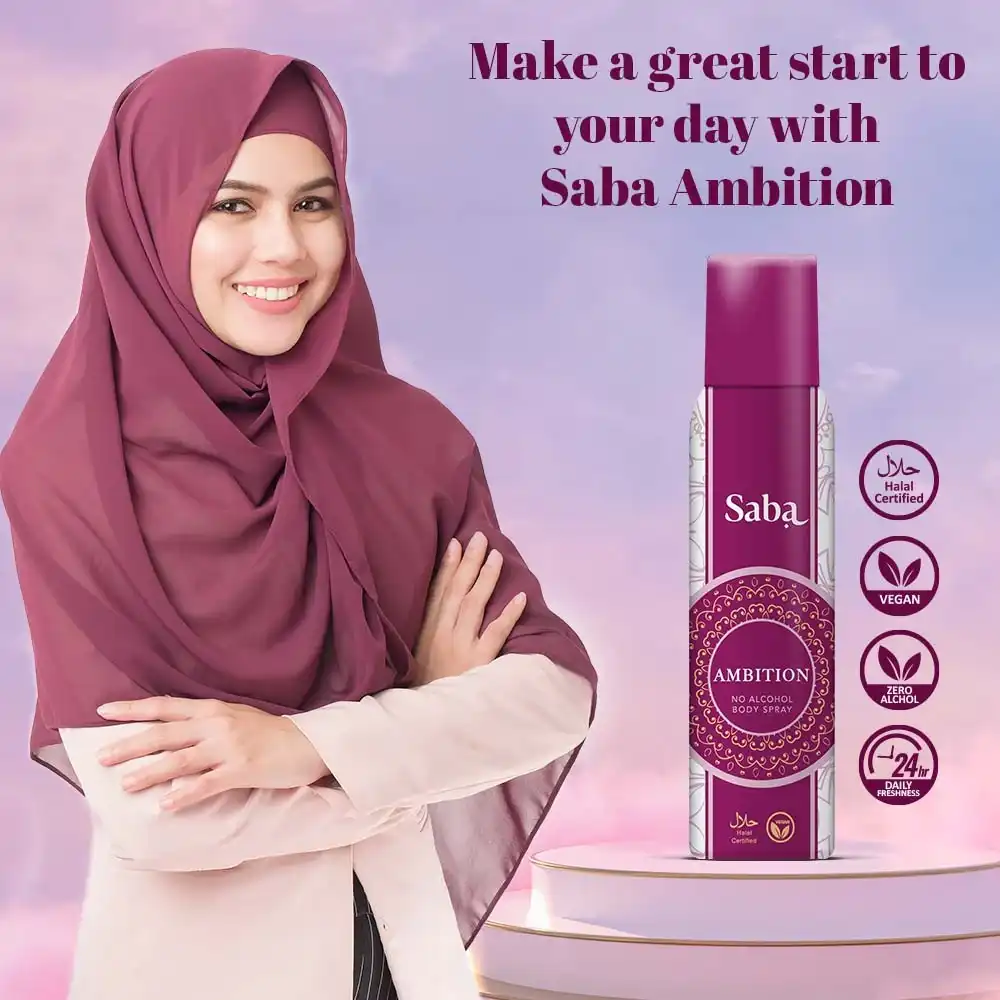 Make a great start to
your day with
Saba Ambition
Saba
AMBITION
NO ALCOHOL
BODY SPRAY
حلال
Halal
Certified
VEGAN
حلال
Halal
Certified
VEGAN
ZERO
ALCHOL
24hr
DAILY
FRESHNESS